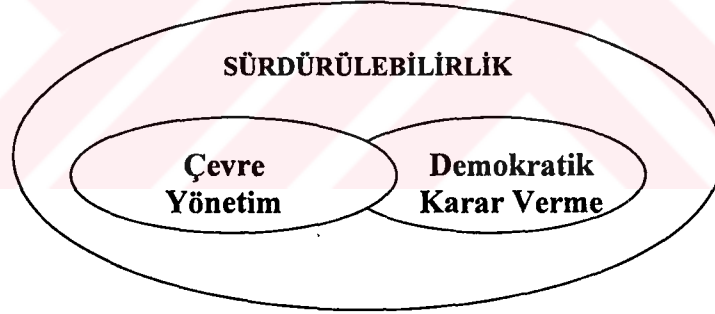 SÜRDÜRÜLEBİLİRLİK
Çevre
Yönetim
Demokratik
Karar Verme